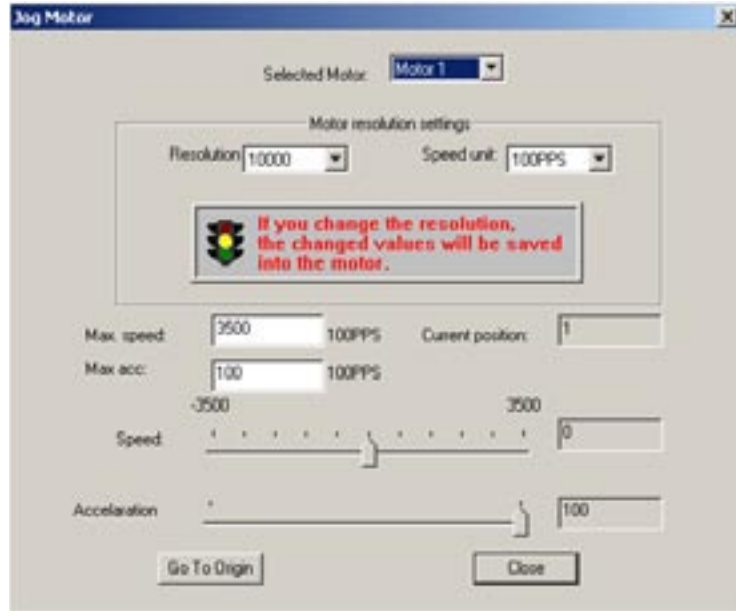 Jog Motor
Selected Motor: Motor 1
Motor resolution settings
Resolution 10000 Speed unit: 100PPS
If you change the resolution,
the changed values will be saved
into the motor.
Max. speed: 3500 100PPS Current position: 1
Max acc: 100 100PPS
-3500 3500
Speed: 0
Accelaration 100
Go To Origin Close